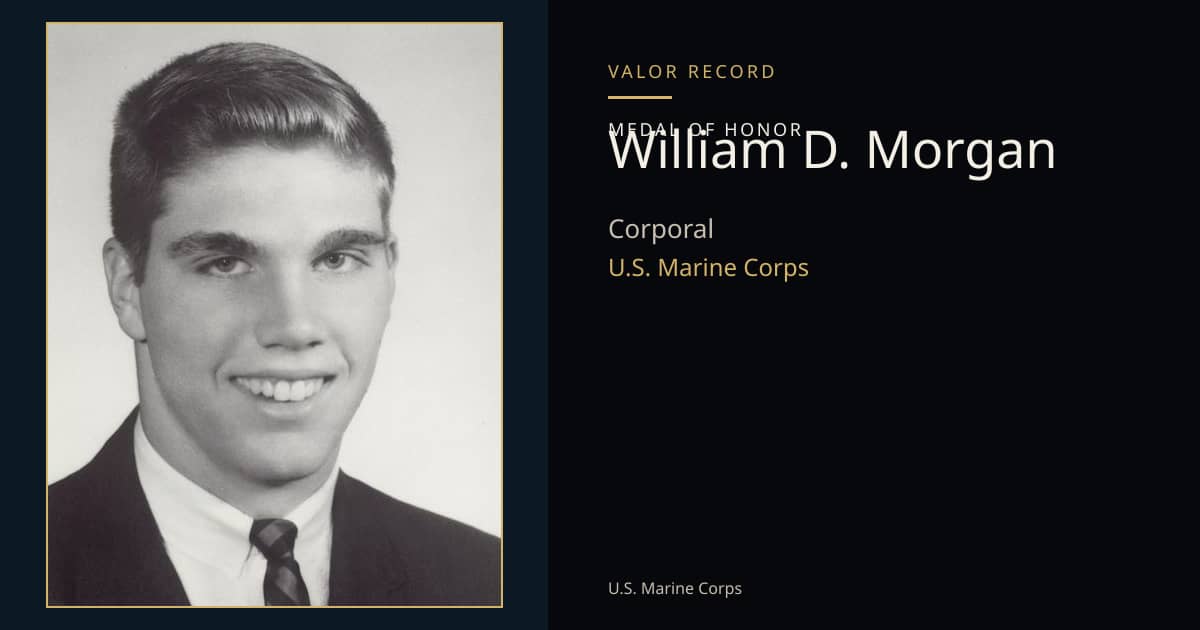 VALOR RECORD
MEDAL OF HONOR
William D. Morgan
Corporal
U.S. Marine Corps
U.S. Marine Corps